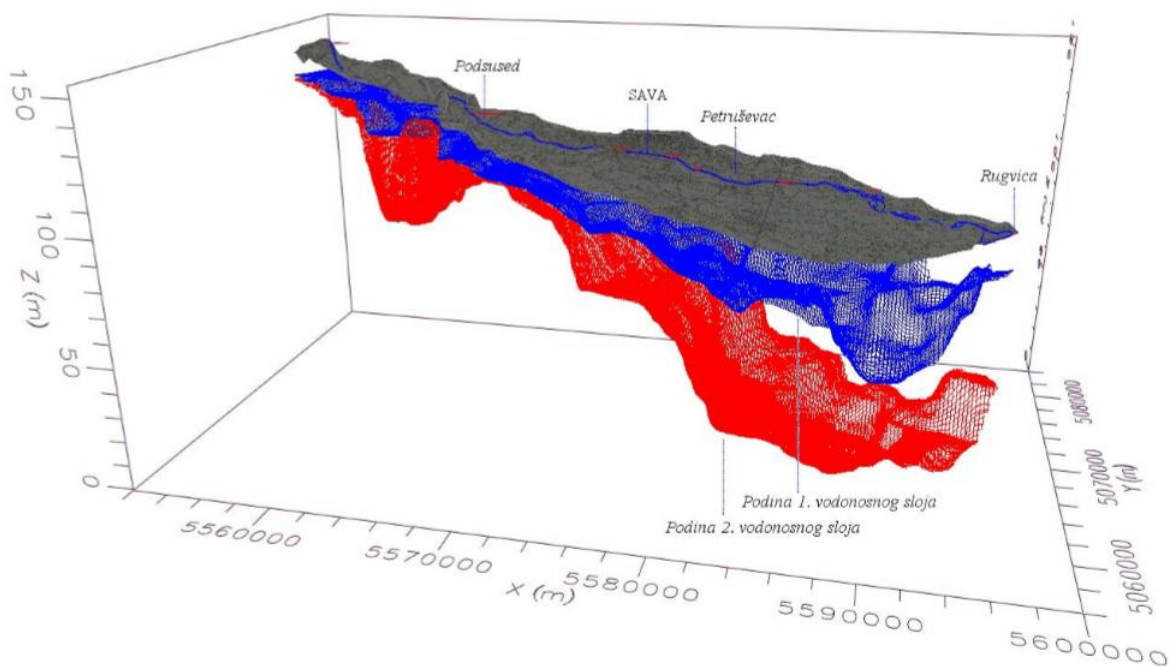 Podsused
SAVA
Petruševac
Rugvica
150
100
50
0
Z (m)
Podina 1. vodonosnog sloja
Podina 2. vodonosnog sloja
5560000
5570000
5580000
5590000
5600000
X (m)
5080000
5070000
5060000
Y (m)